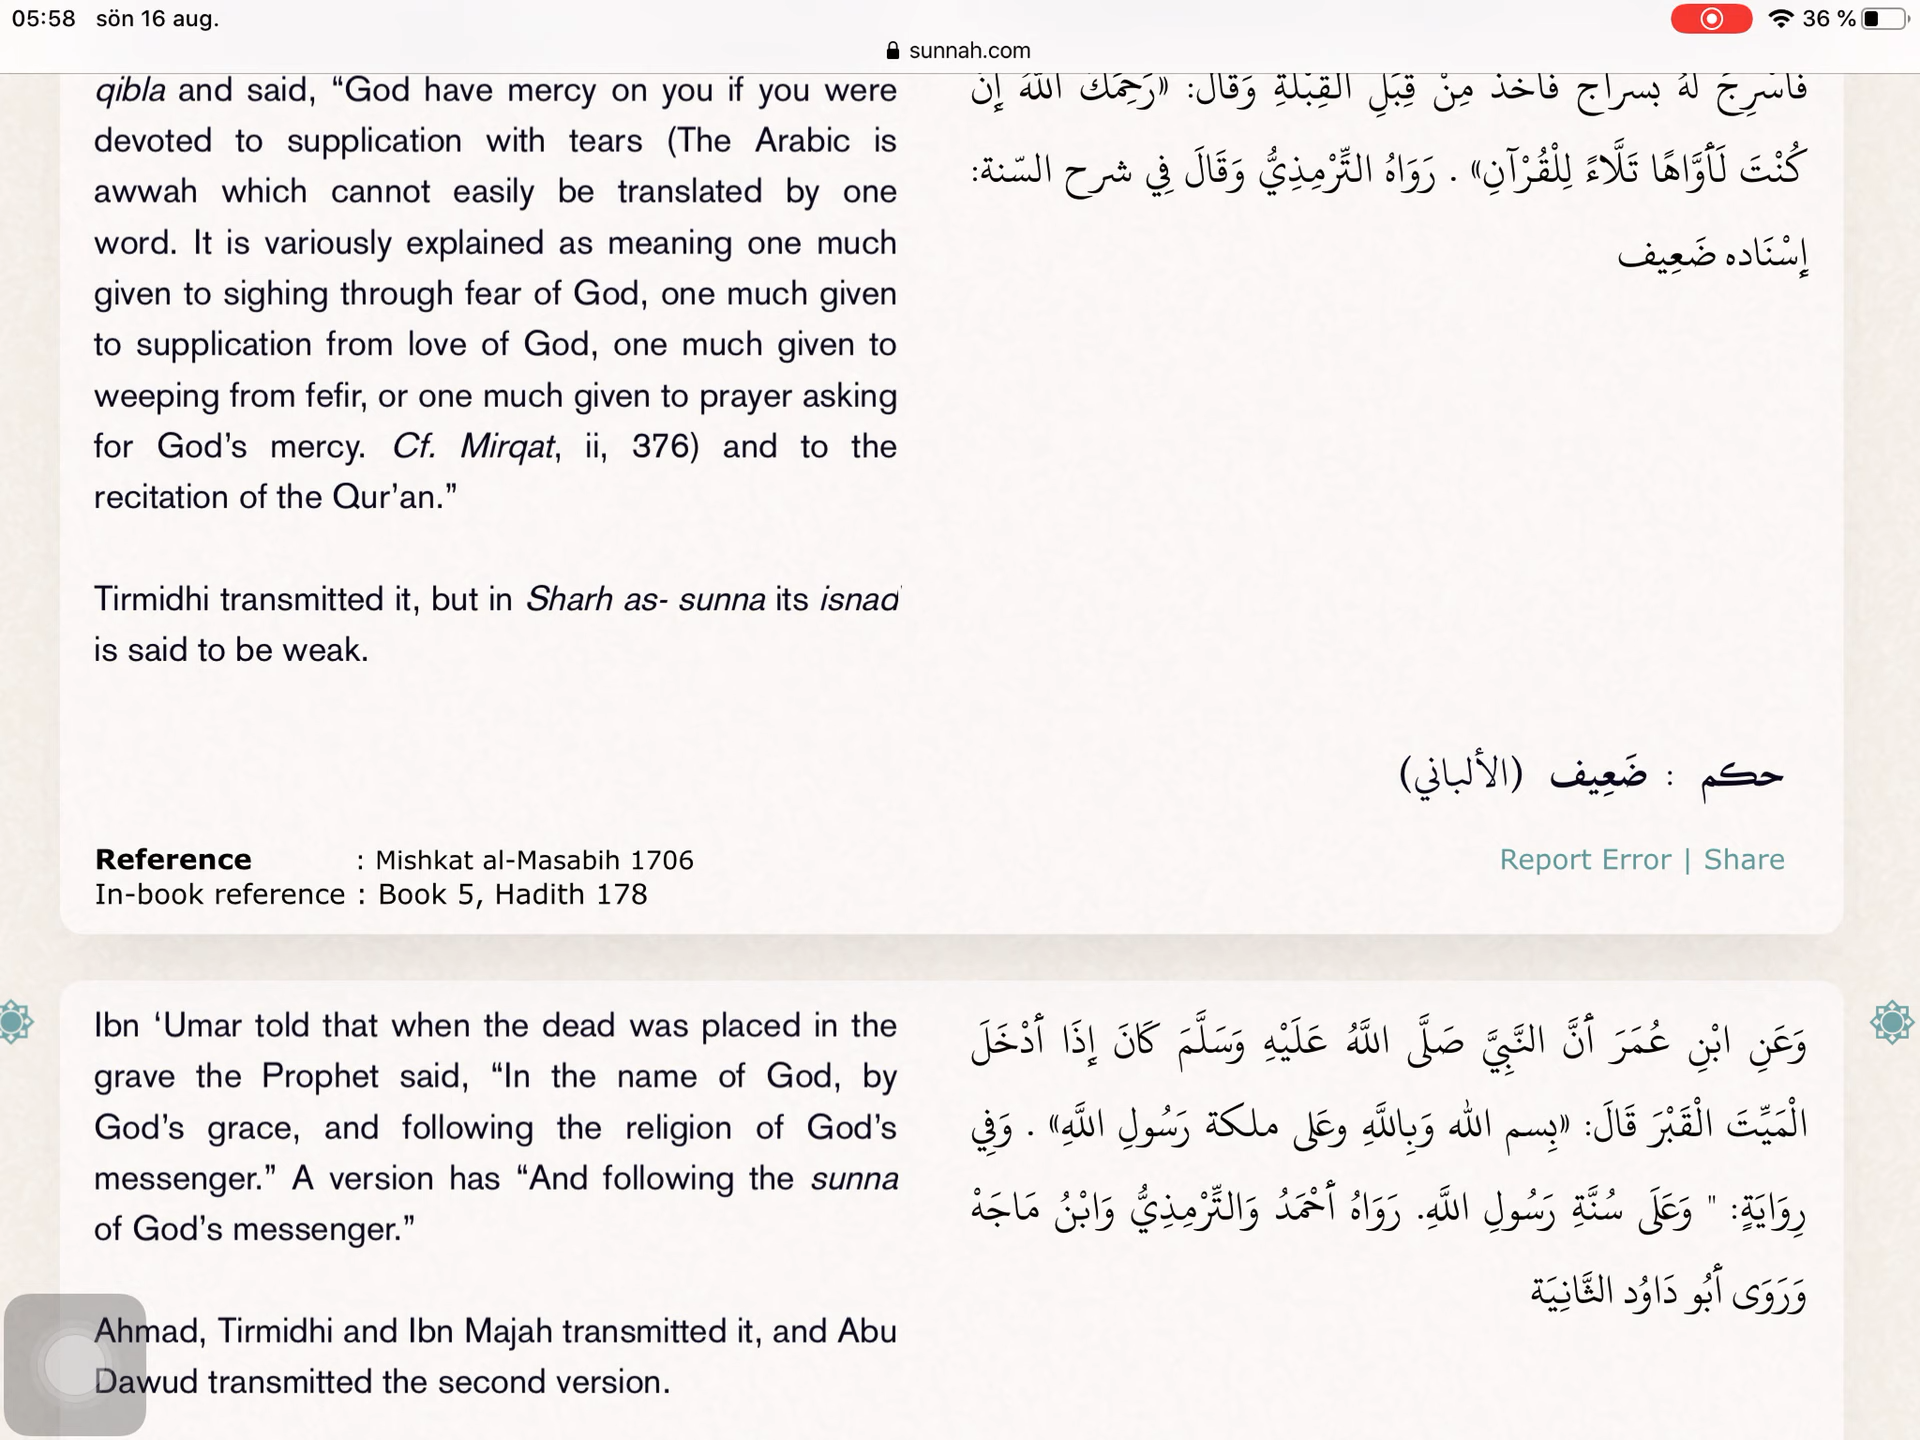 05:58 sön 16 aug.
36 %
sunnah.com
qibla and said, “God have mercy on you if you were
devoted to supplication with tears (The Arabic is
awwah which cannot easily be translated by one
word. It is variously explained as meaning one much
given to sighing through fear of God, one much given
to supplication from love of God, one much given to
weeping from fefir, or one much given to prayer asking
for God’s mercy. Cf. Mirqat, ii, 376) and to the
recitation of the Qur’an.”
Tirmidhi transmitted it, but in Sharh as- sunna its isnad
is said to be weak.
فَأُسْرِجَ لَهُ بسراج فَأخذ مِنْ قِبَلِ الْقِبْلَةِ وَقَالَ: «رَحِمَكَ اللَّهُ إِنْ
كُنْتَ لَأَوَّاهًا تَلَّاءً لِلْقُرْآنِ» . رَوَاهُ التِّرْمِذِيُّ وَقَالَ فِي شرح السّنة:
إِسْنَاده ضَعِيف
حكم : ضَعِيف (الألباني)
Reference : Mishkat al-Masabih 1706
In-book reference : Book 5, Hadith 178
Report Error | Share
Ibn ‘Umar told that when the dead was placed in the
grave the Prophet said, “In the name of God, by
God’s grace, and following the religion of God’s
messenger.” A version has “And following the sunna
of God’s messenger.”
Ahmad, Tirmidhi and Ibn Majah transmitted it, and Abu
Dawud transmitted the second version.
وَعَنِ ابْنِ عُمَرَ أَنَّ النَّبِيَّ صَلَّى اللَّهُ عَلَيْهِ وَسَلَّمَ كَانَ إِذَا أَدْخَلَ
الْمَيِّتَ الْقَبْرَ قَالَ: «بِسم الله وَبِاللَّهِ وعَلى ملكة رَسُولِ اللَّهِ» . وَفِي
رِوَايَةٍ: " وَعَلَى سُنَّةِ رَسُولِ اللَّهِ. رَوَاهُ أَحْمَدُ وَالتِّرْمِذِيُّ وَابْنُ مَاجَهْ
وَرَوَى أَبُو دَاوُد الثَّانِيَة